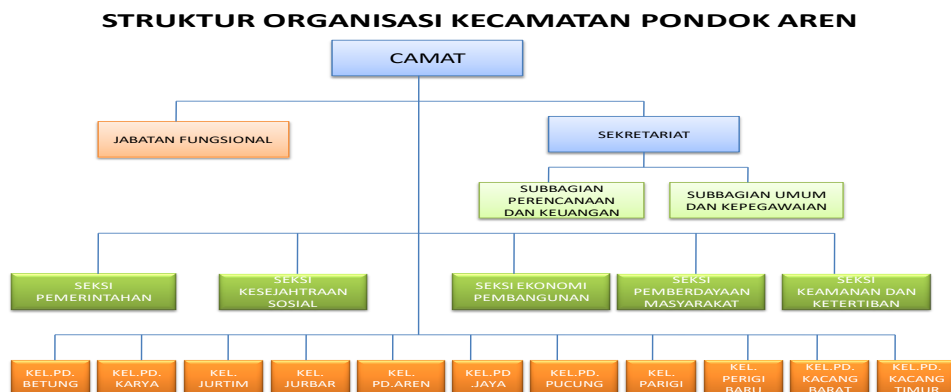 STRUKTUR ORGANISASI KECAMATAN PONDOK AREN
CAMAT
JABATAN FUNGSIONAL
SEKRETARIAT
SUBBAGIAN
PERENCANAAN
DAN KEUANGAN
SUBBAGIAN UMUM
DAN KEPEGAWAIAN
SEKSI
PEMERINTAHAN
SEKSI
KESEJAHTRAAN
SOSIAL
SEKSI EKONOMI
PEMBANGUNAN
SEKSI
PEMBERDAYAAN
MASYARAKAT
SEKSI
KEAMANAN DAN
KETERTIBAN
KEL.PD.
BETUNG
KEL.PD.
KARYA
KEL.
JURTIM
KEL.
JURBAR
KEL.
PD.AREN
KEL.PD
.JAYA
KEL.PD.
PUCUNG
KEL.
PARIGI
KEL.
PERIGI
BARU
KEL.PD.
KACANG
BARAT
KEL.PD.
KACANG
TIMUR